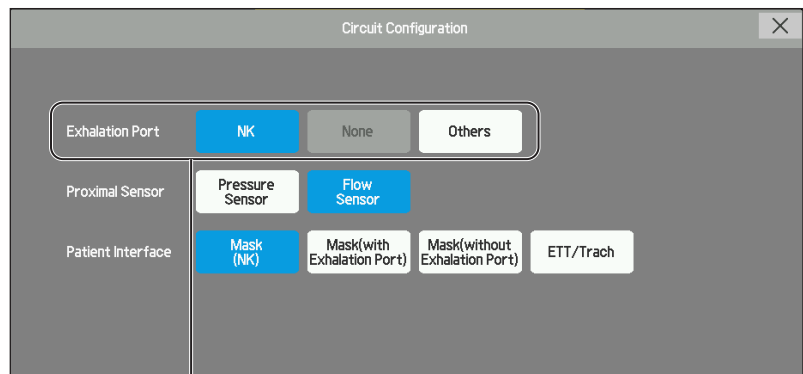 Circuit Configuration
Exhalation Port NK None Others
Proximal Sensor Pressure Sensor Flow Sensor
Patient Interface Mask (NK) Mask(with Exhalation Port) Mask(without Exhalation Port) ETT/Trach